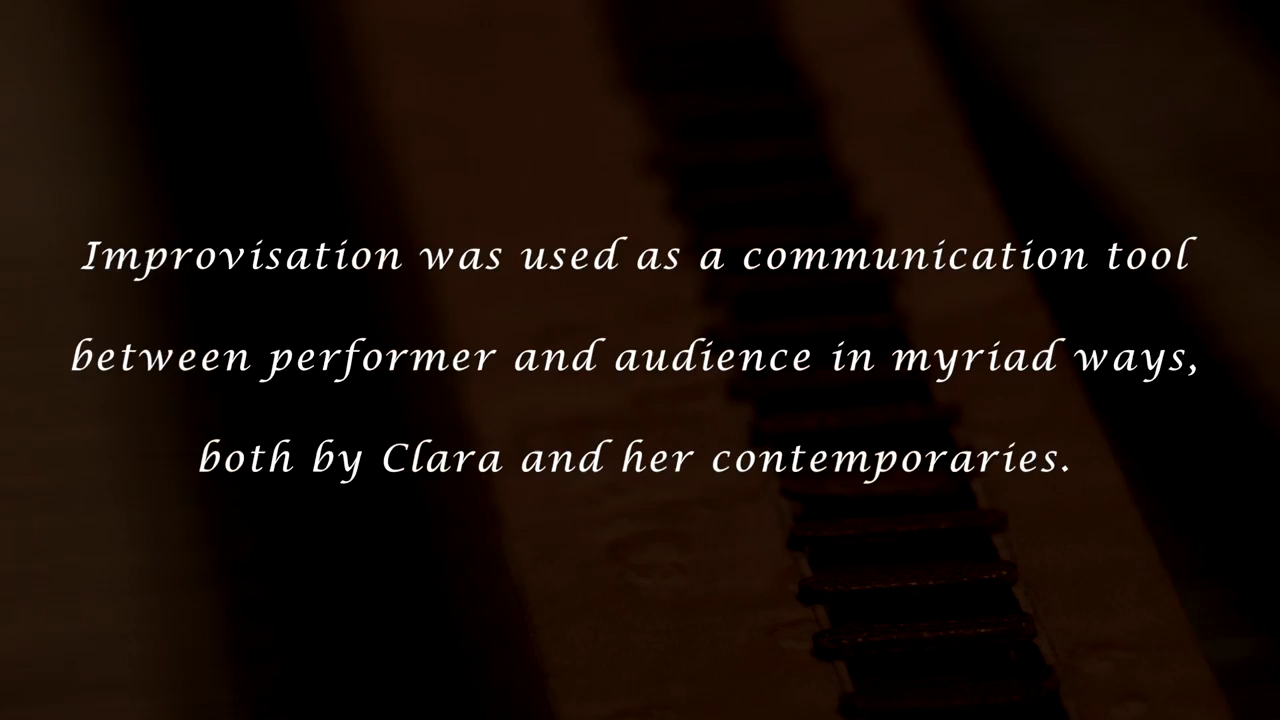 Improvisation was used as a communication tool
between performer and audience in myriad ways,
both by Clara and her contemporaries.